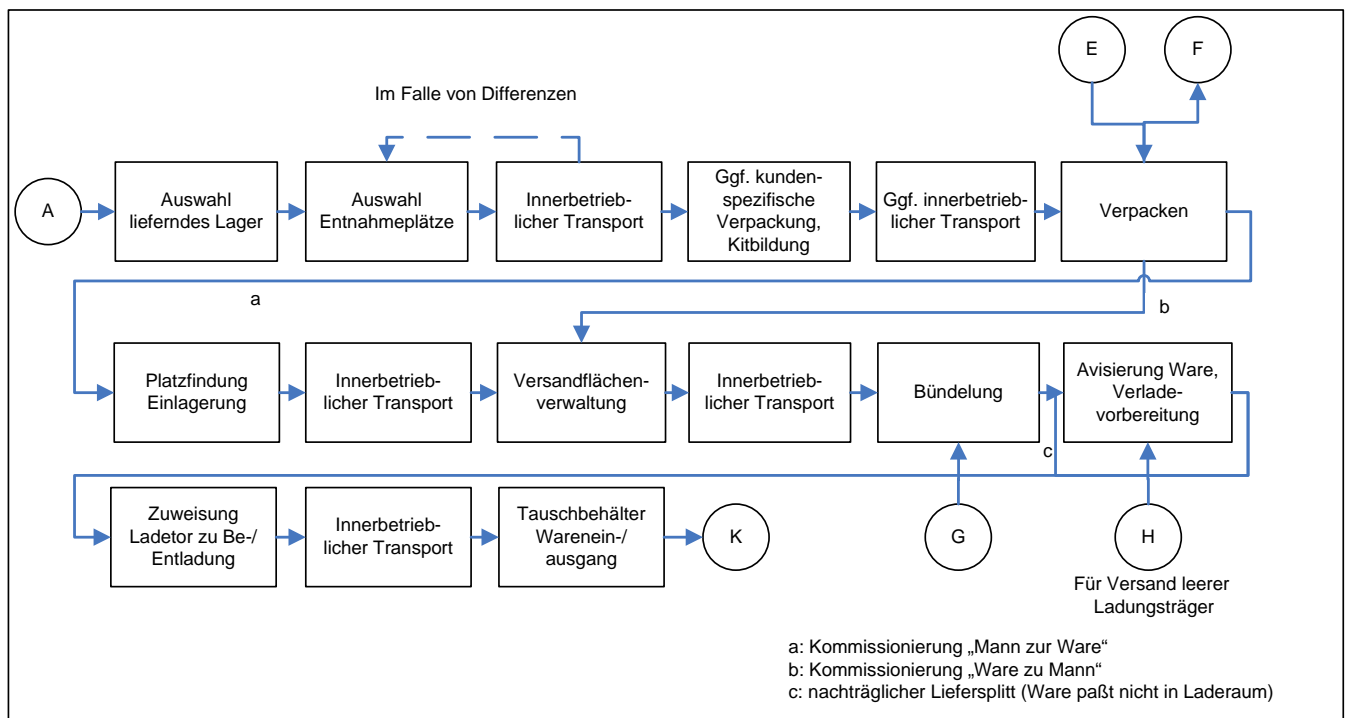 E
F
Im Falle von Differenzen
A
Auswahl
lieferndes Lager
Auswahl
Entnahmeplätze
Innerbetrieb-
licher Transport
Ggf. kunden-
spezifische
Verpackung,
Kitbildung
Ggf. innerbetrieb-
licher Transport
Verpacken
a
b
Platzfindung
Einlagerung
Innerbetrieb-
licher Transport
Versandflächen-
verwaltung
Innerbetrieb-
licher Transport
Bündelung
Avisierung Ware,
Verlade-
vorbereitung
c
Zuweisung
Ladetor zu Be-/
Entladung
Innerbetrieb-
licher Transport
Tauschbehälter
Warenein-/
ausgang
K
G
H
Für Versand leerer
Ladungsträger
a: Kommissionierung „Mann zur Ware“
b: Kommissionierung „Ware zu Mann“
c: nachträglicher Liefersplitt (Ware paßt nicht in Laderaum)